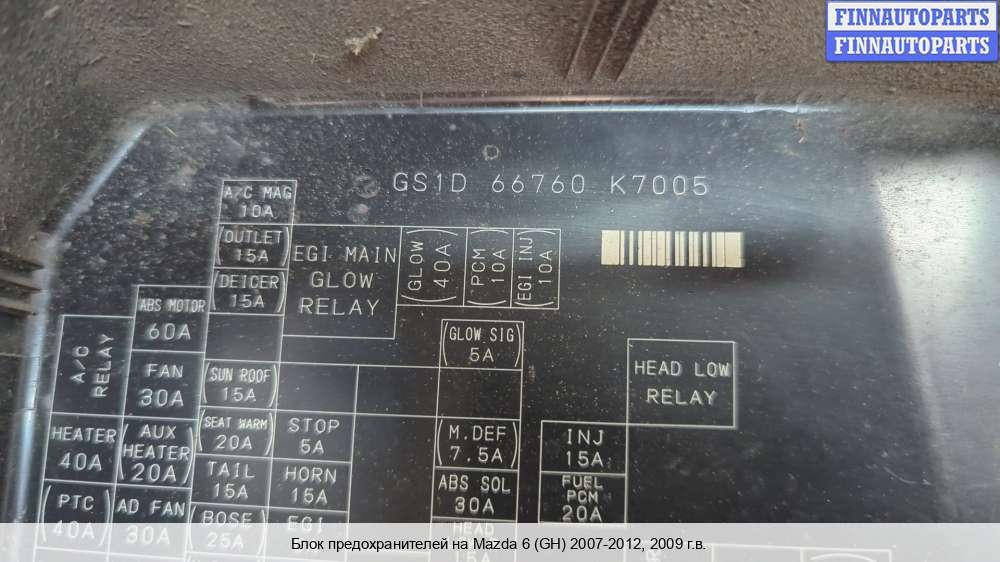 FINNAUTOPARTS
FINNAUTOPARTS
GS1D 66760 K7005
A/C MAG
10A
(OUTLET)
15A
(DEICER)
15A
EGI MAIN
GLOW
RELAY
(GLOW)
(40A)
(PCM)
(10A)
(EGI INJ)
(10A)
ABS MOTOR
60A
(GLOW SIG)
5A
A/C
RELAY
FAN
30A
(SUN ROOF)
15A
HEAD LOW
RELAY
HEATER
40A
(AUX
HEATER)
20A
(SEAT WARM)
20A
STOP
5A
(M.DEF)
7.5A
INJ
15A
TAIL
15A
HORN
15A
ABS SOL
30A
FUEL
PCM
20A
(PTC)
40A
AD FAN
30A
(BOSE)
25A
EGI
HEAD
15A
Блок предохранителей на Mazda 6 (GH) 2007-2012, 2009 г.в.